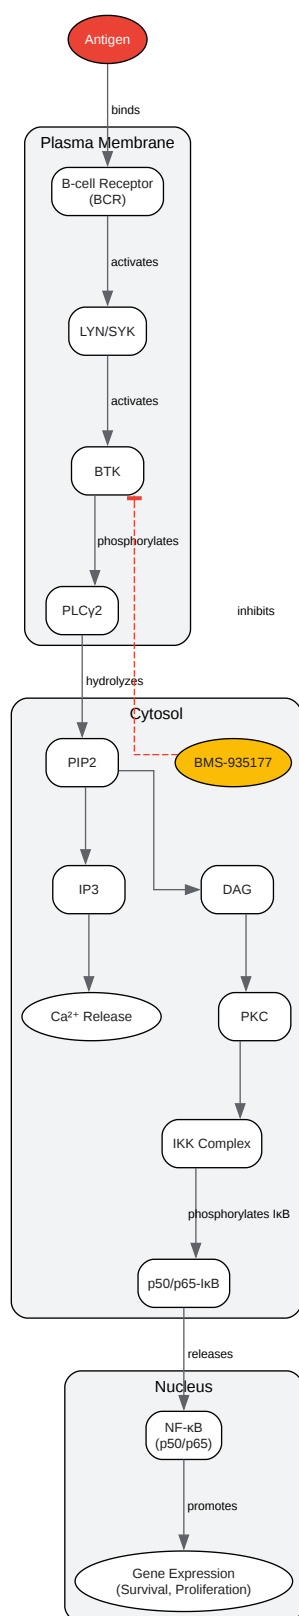 Antigen
binds
Plasma Membrane
B-cell Receptor
(BCR)
activates
LYN/SYK
activates
BTK
phosphorylates
PLCγ2
inhibits
hydrolyzes
Cytosol
PIP2
BMS-935177
IP3
DAG
Ca²⁺ Release
PKC
IKK Complex
phosphorylates IκB
p50/p65-IκB
releases
Nucleus
NF-κB
(p50/p65)
promotes
Gene Expression
(Survival, Proliferation)